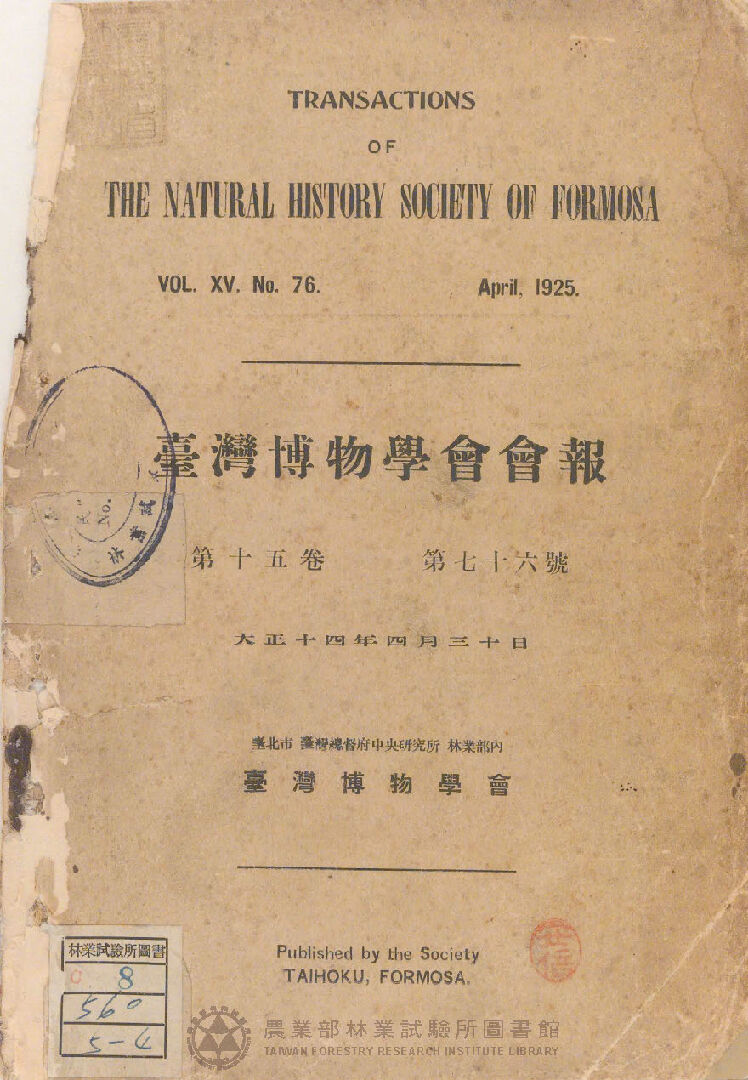 TRANSACTIONS
OF
THE NATURAL HISTORY SOCIETY OF FORMOSA
VOL. XV. No. 76. April, 1925.
臺灣博物學會會報
No.
第十五卷 第七十六號
大正十四年四月三十日
臺北市 臺灣總督府中央研究所 林業部內
臺灣博物學會
林業試驗所圖書
0 8
560
5-4
Published by the Society
TAIHOKU, FORMOSA.
農業部林業試驗所圖書館
TAIWAN FORESTRY RESEARCH INSTITUTE LIBRARY